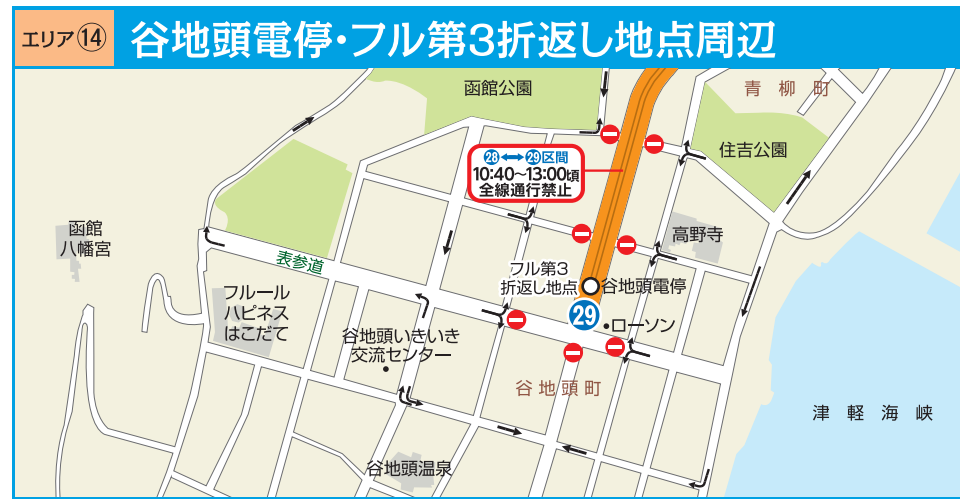 エリア⑭
谷地頭電停・フル第3折返し地点周辺
函館公園
青柳町
住吉公園
㉘↔㉙区間
10:40~13:00頃
全線通行禁止
函館
八幡宮
高野寺
表参道
フル第3
折返し地点
谷地頭電停
フルール
ハピネス
はこだて
29
ローソン
谷地頭いきいき
交流センター
谷地頭町
津軽海峡
谷地頭温泉